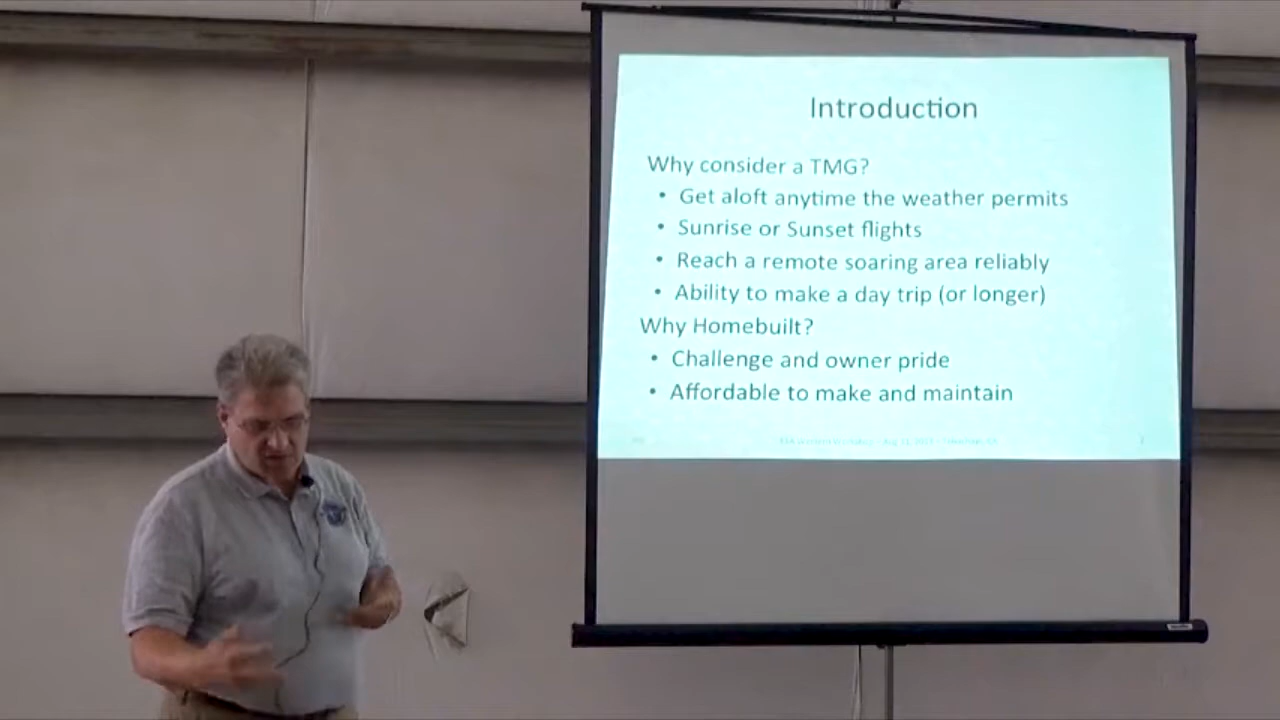 Introduction
Why consider a TMG?
• Get aloft anytime the weather permits
• Sunrise or Sunset flights
• Reach a remote soaring area reliably
• Ability to make a day trip (or longer)
Why Homebuilt?
• Challenge and owner pride
• Affordable to make and maintain